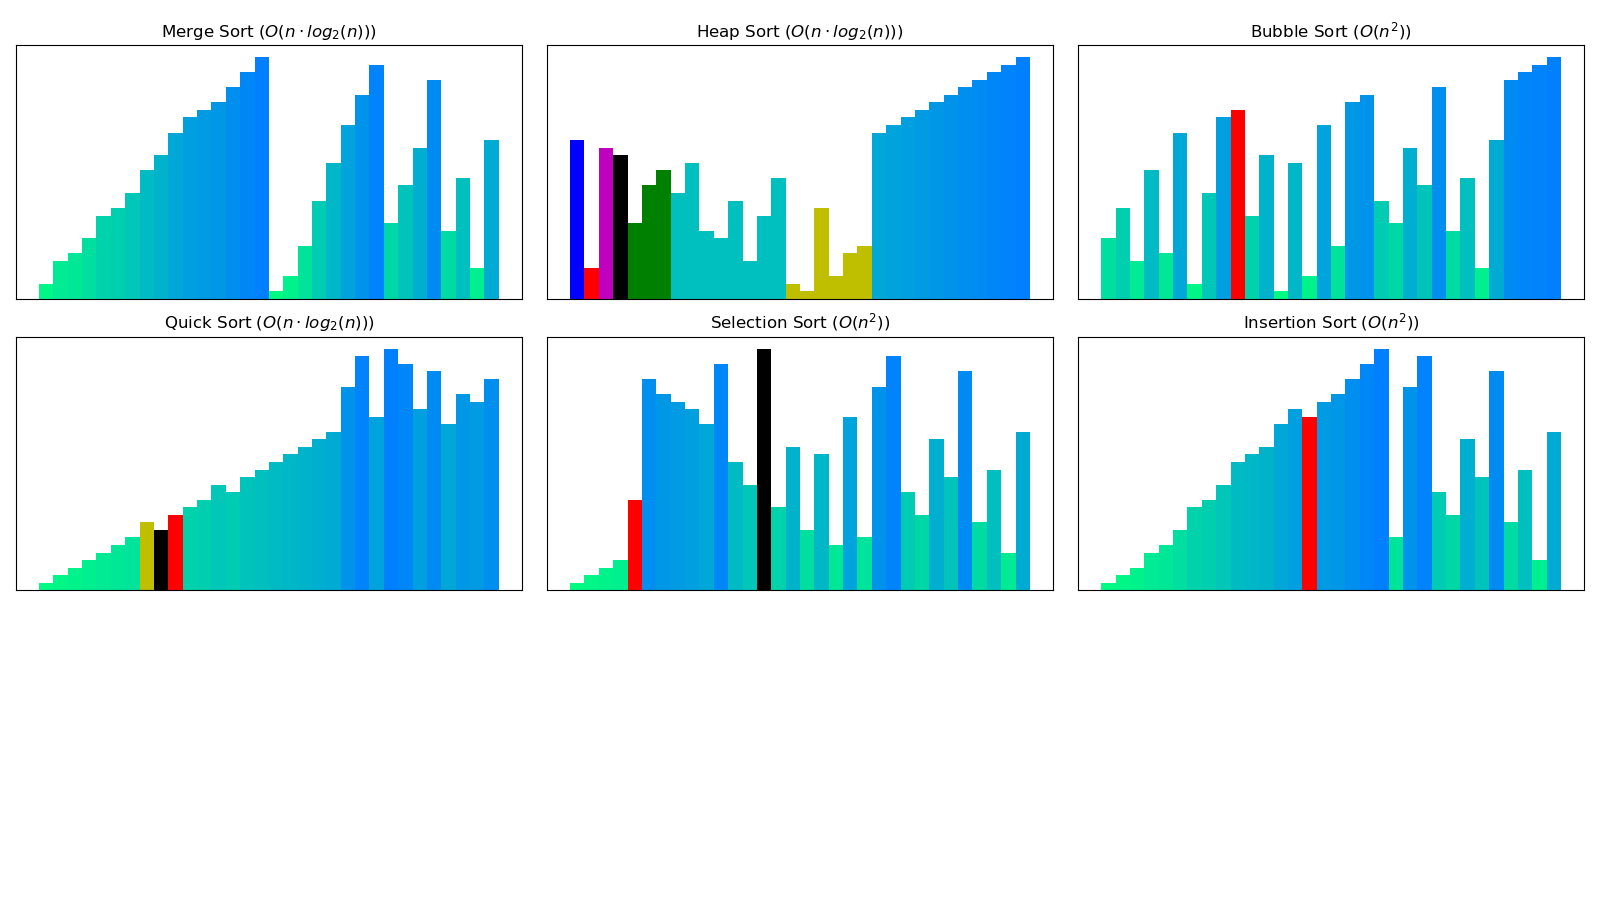 Merge Sort (O(n · log₂(n)))
Heap Sort (O(n · log₂(n)))
Bubble Sort (O(n²))
Quick Sort (O(n · log₂(n)))
Selection Sort (O(n²))
Insertion Sort (O(n²))